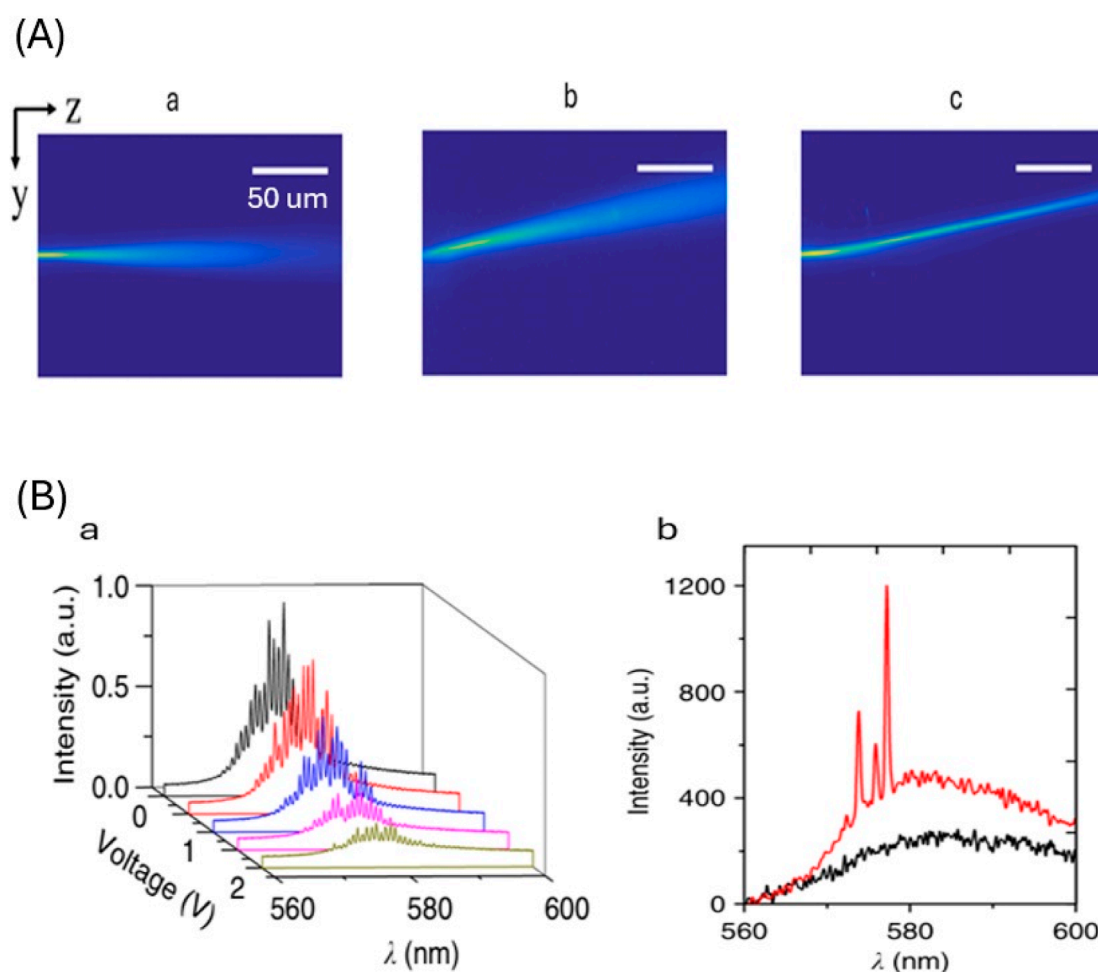 (A)
z
y
a
b
c
50 um
(B)
a
b
Intensity (a.u.)
1.0
0.5
0.0
0
1
2
Voltage (V)
560
580
600
λ (nm)
Intensity (a.u.)
1200
800
400
0
560
580
600
λ (nm)